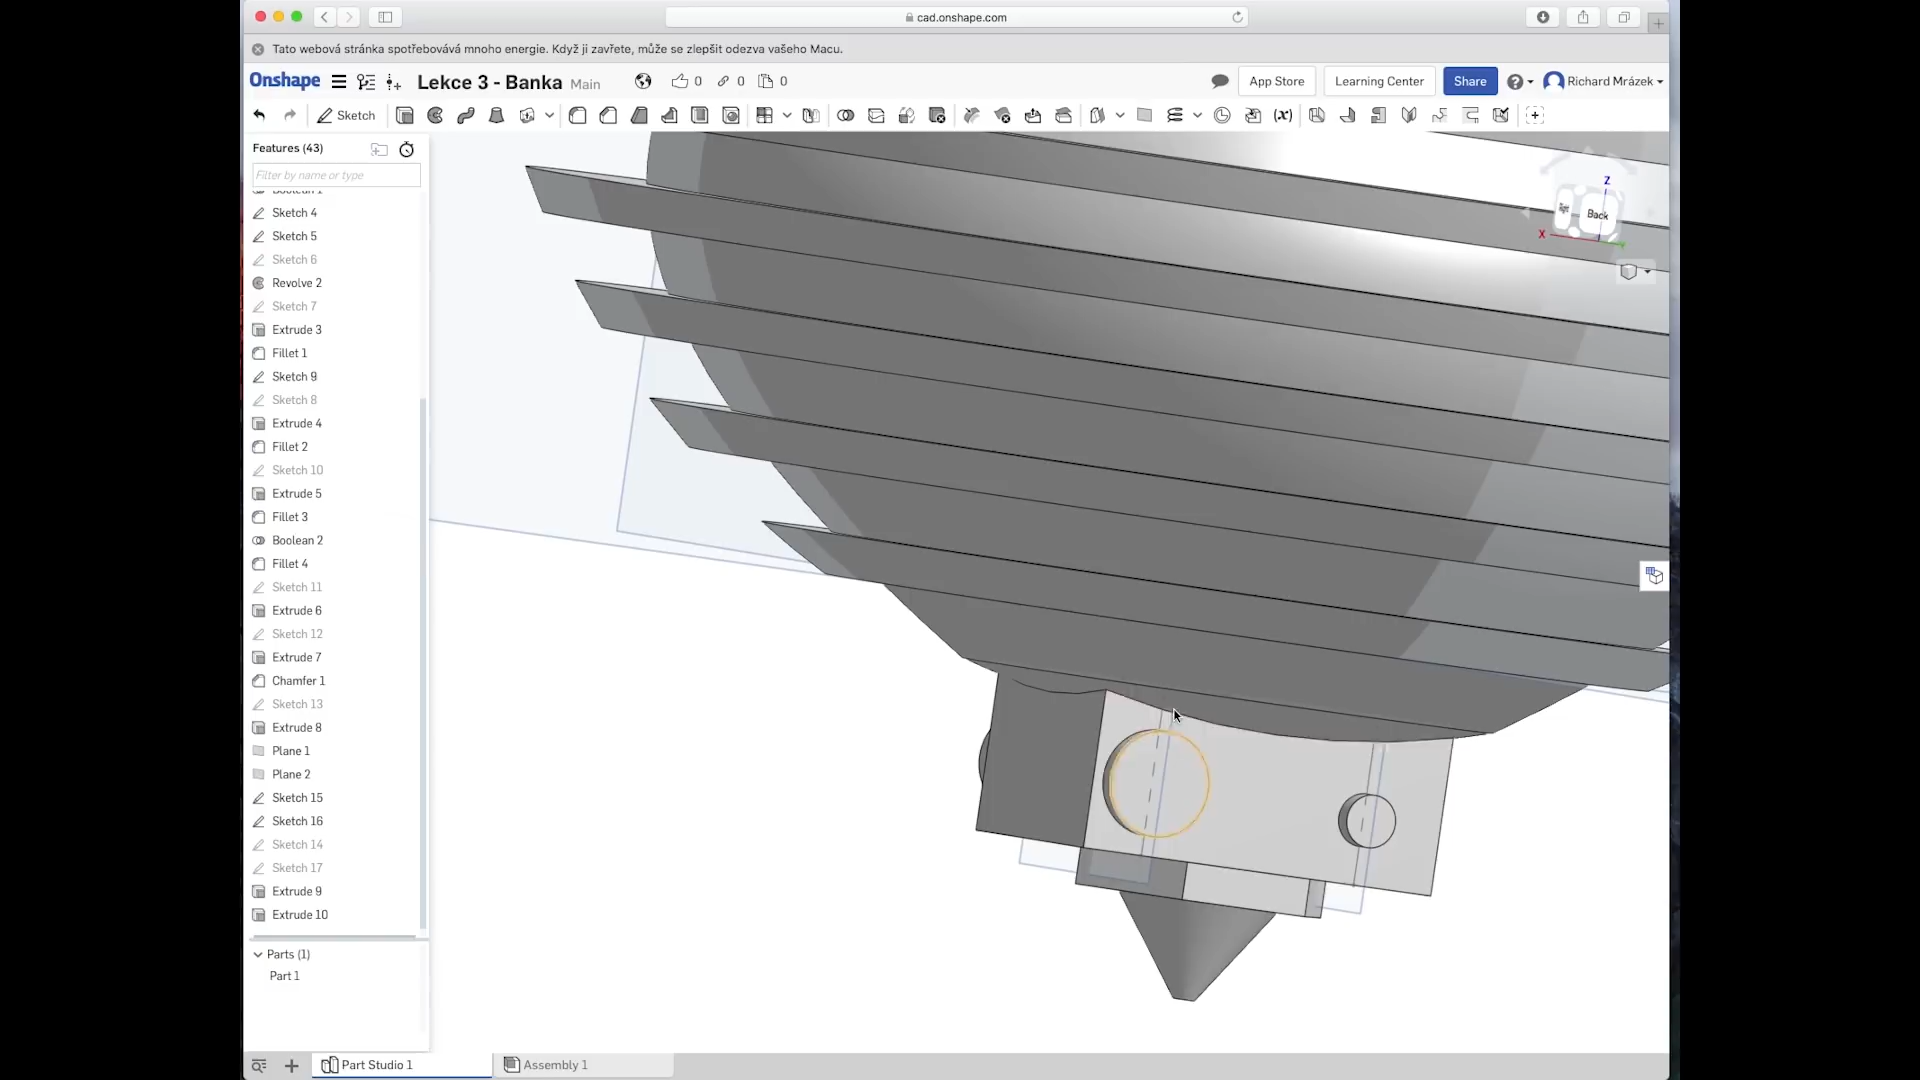 cad.onshape.com
Tato webová stránka spotřebovává mnoho energie. Když ji zavřete, může se zlepšit odezva vašeho Macu.
Onshape Lekce 3 - Banka Main 0 0 0 App Store Learning Center Share Richard Mrázek
Sketch (x)
Features (43)
Filter by name or type
Boolean 1
Sketch 4
Sketch 5
Sketch 6
Revolve 2
Sketch 7
Extrude 3
Fillet 1
Sketch 9
Sketch 8
Extrude 4
Fillet 2
Sketch 10
Extrude 5
Fillet 3
Boolean 2
Fillet 4
Sketch 11
Extrude 6
Sketch 12
Extrude 7
Chamfer 1
Sketch 13
Extrude 8
Plane 1
Plane 2
Sketch 15
Sketch 16
Sketch 14
Sketch 17
Extrude 9
Extrude 10
Parts (1)
Part 1
Z
Right Back
X
Part Studio 1 Assembly 1